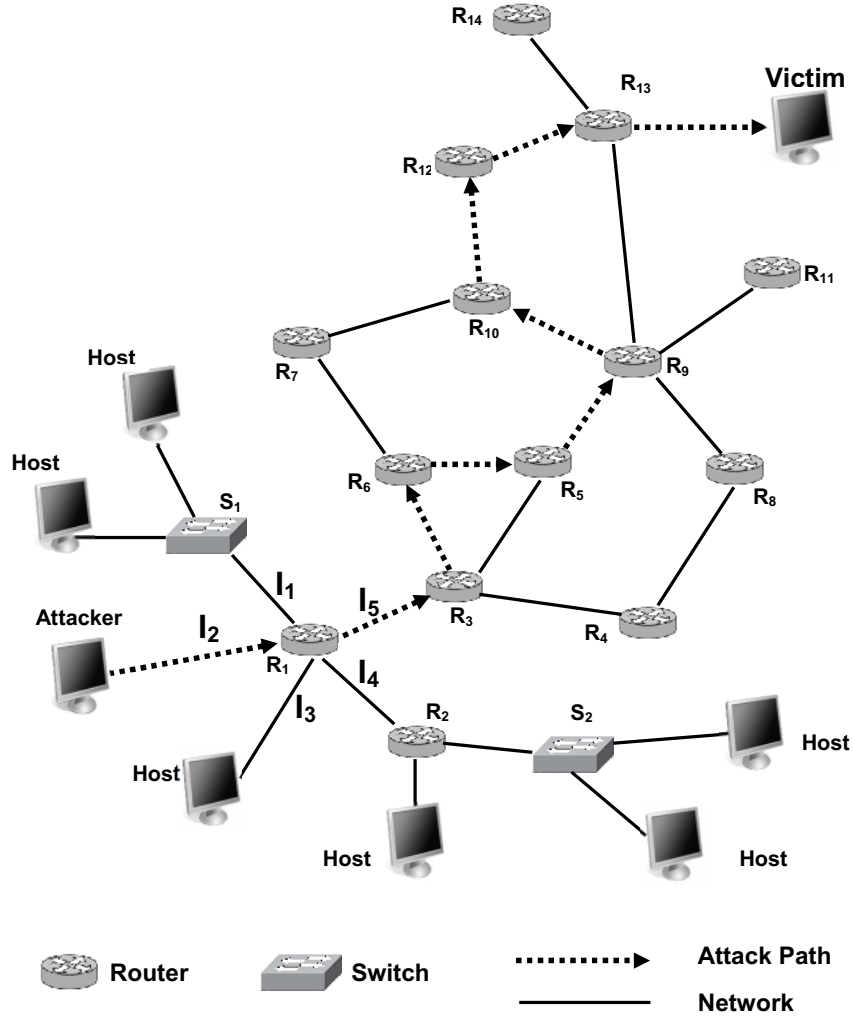 R14
R13
Victim
R12
R11
R10
R9
R7
Host
Host
R6
R5
R8
S1
I1
I5
Attacker
I2
R3
R4
R1
I4
I3
R2
S2
Host
Host
Host
Host
Router
Switch
Attack Path
Network